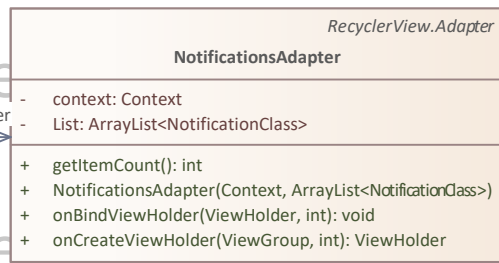 RecyclerView.Adapter
NotificationsAdapter
- context: Context
- List: ArrayList<NotificationClass>
+ getItemCount(): int
+ NotificationsAdapter(Context, ArrayList<NotificationClass>)
+ onBindViewHolder(ViewHolder, int): void
+ onCreateViewHolder(ViewGroup, int): ViewHolder